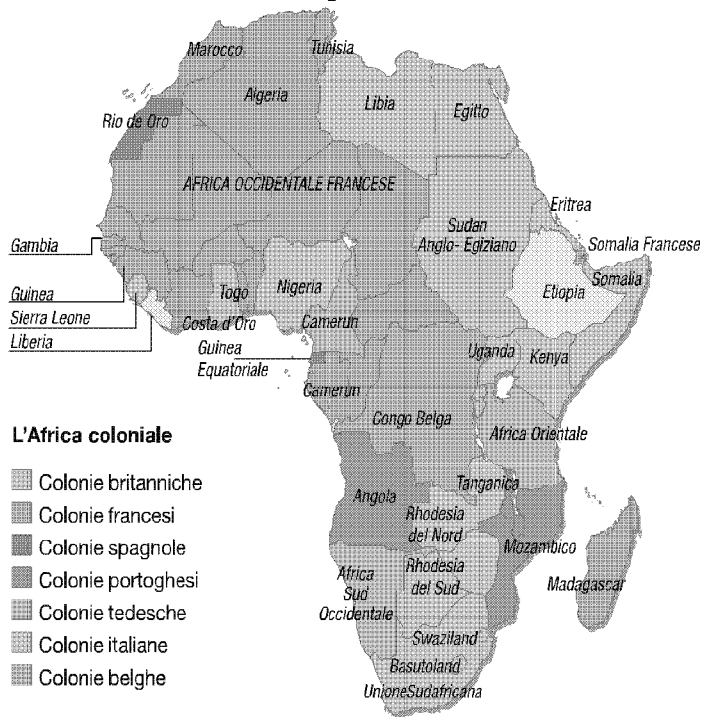 Marocco
Tunisia
Algeria
Libia
Egitto
Rio de Oro
AFRICA OCCIDENTALE FRANCESE
Eritrea
Sudan
Anglo-Egiziano
Somalia Francese
Gambia
Somalia
Guinea
Togo
Nigeria
Etiopia
Sierra Leone
Costa d'Oro
Camerun
Liberia
Guinea
Equatoriale
Uganda
Kenya
Camerun
Congo Belga
Africa Orientale
Tanganica
Angola
Rhodesia
del Nord
Mozambico
Rhodesia
del Sud
Africa
Sud
Occidentale
Madagascar
Swaziland
Basutoland
UnioneSudafricana
L'Africa coloniale
Colonie britanniche
Colonie francesi
Colonie spagnole
Colonie portoghesi
Colonie tedesche
Colonie italiane
Colonie belghe